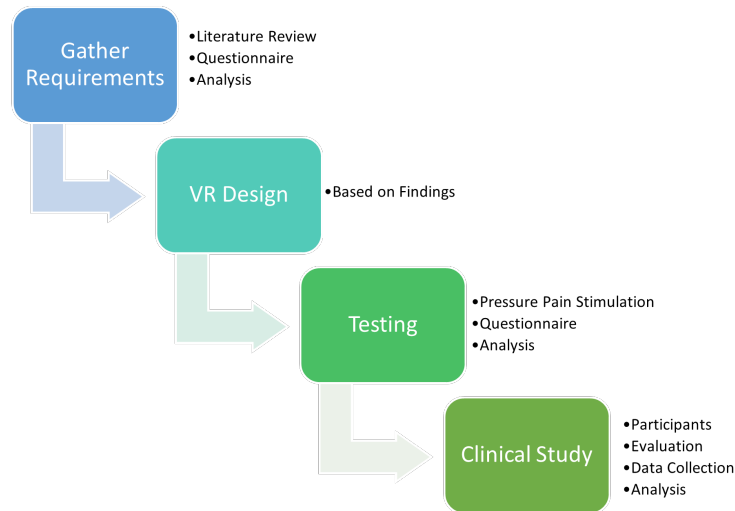 Gather
Requirements
•Literature Review
•Questionnaire
•Analysis
VR Design
•Based on Findings
Testing
•Pressure Pain Stimulation
•Questionnaire
•Analysis
Clinical Study
•Participants
•Evaluation
•Data Collection
•Analysis